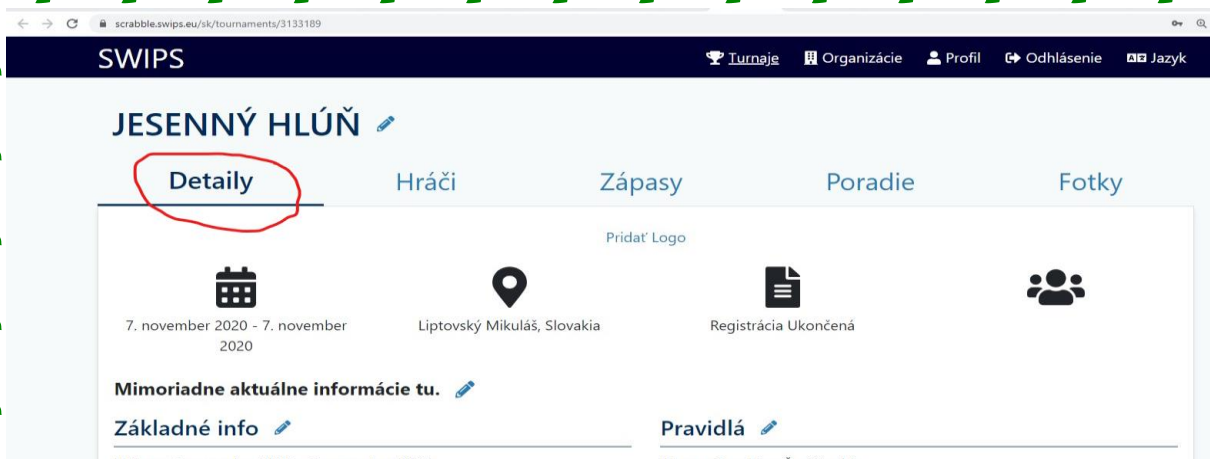 scrabble.swips.eu/sk/tournaments/3133189
SWIPS
Turnaje Organizácie Profil Odhlásenie Jazyk
JESENNÝ HLÚŇ
Detaily Hráči Zápasy Poradie Fotky
Pridať Logo
7. november 2020 - 7. november
2020
Liptovský Mikuláš, Slovakia
Registrácia Ukončená
Mimoriadne aktuálne informácie tu.
Základné info
Pravidlá